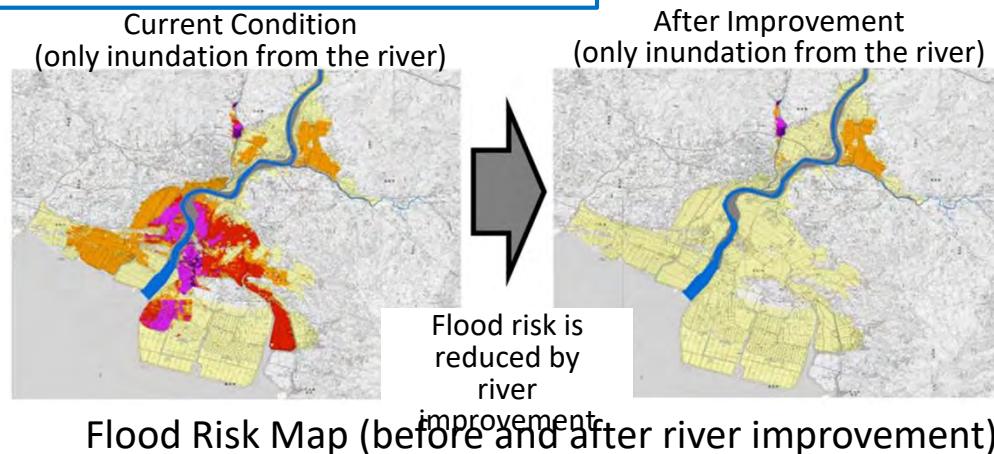 Current Condition
(only inundation from the river)
After Improvement
(only inundation from the river)
Flood risk is
reduced by
river
improvement
Flood Risk Map (before and after river improvement)